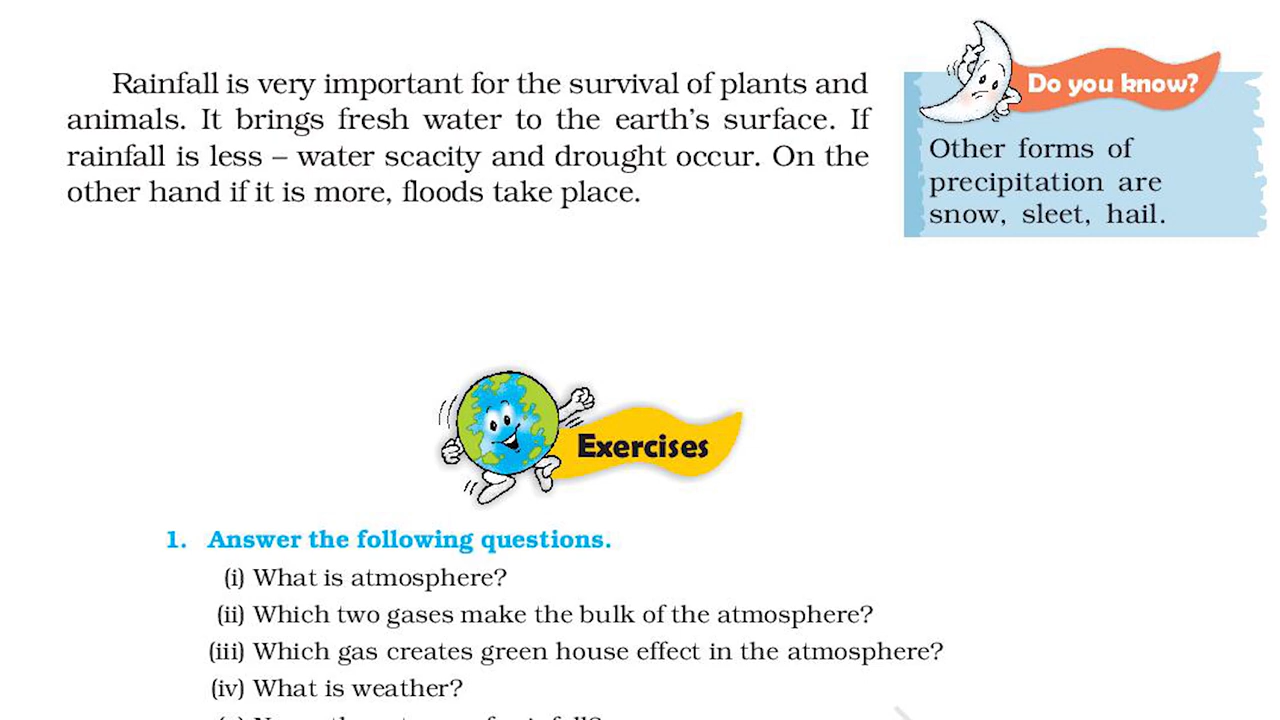 Rainfall is very important for the survival of plants and
animals. It brings fresh water to the earth's surface. If
rainfall is less – water scacity and drought occur. On the
other hand if it is more, floods take place.
Do you know?
Other forms of
precipitation are
snow, sleet, hail.
Exercises
1. Answer the following questions.
(i) What is atmosphere?
(ii) Which two gases make the bulk of the atmosphere?
(iii) Which gas creates green house effect in the atmosphere?
(iv) What is weather?